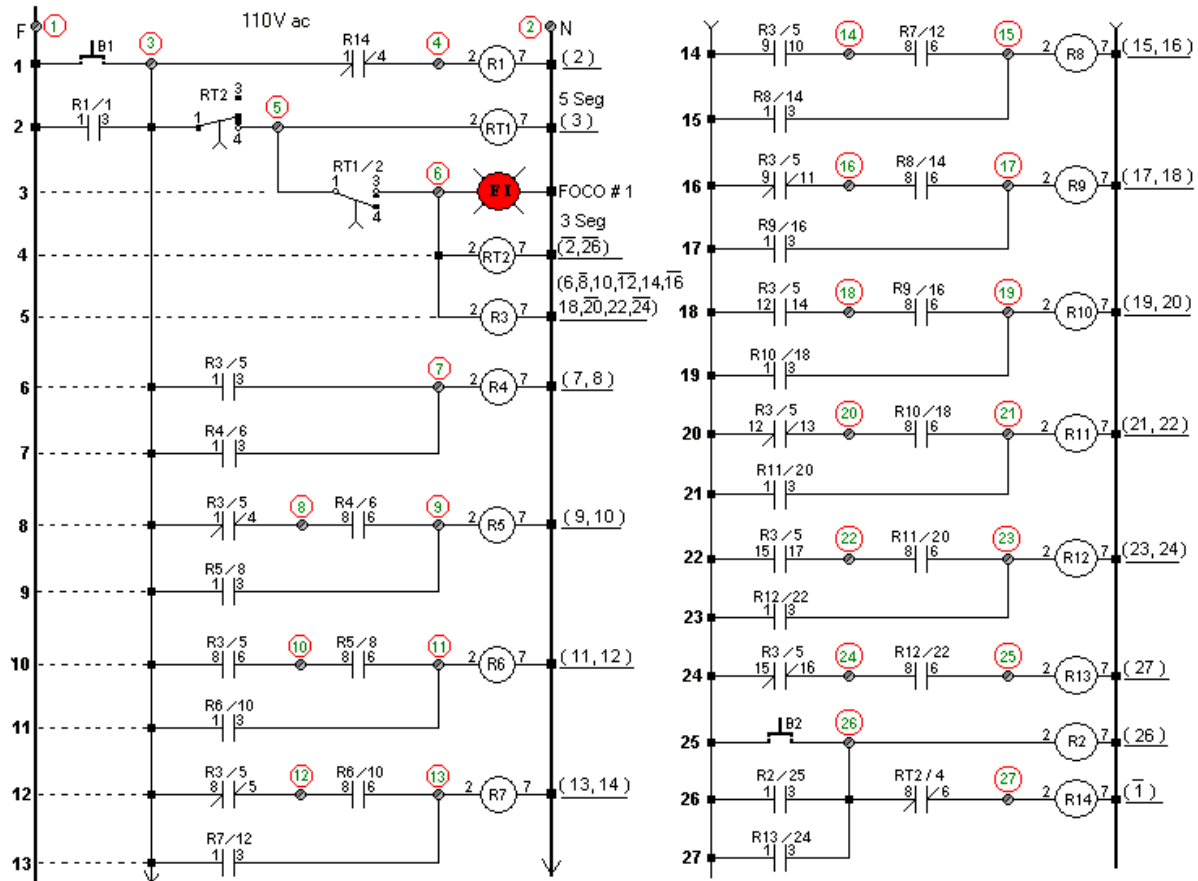 F 1 110V ac 2 N
B1 3 R14 4
1 1 4 2 R1 7 (2)
R1/1 RT2 3 5 5 Seg
2 1 3 1 4 2 RT1 7 (3)
RT1/2 6
3 1 3 4 F1 FOCO # 1
3 Seg
4 2 RT2 7 (2̅,2̅6̅)
(6,8̅,10,1̅2̅,14,1̅6̅
5 2 R3 7 18,2̅0̅,22,2̅4̅)
R3/5 7
6 1 3 2 R4 7 (7,8)
R4/6
7 1 3
R3/5 8 R4/6 9
8 1 4 8 6 2 R5 7 (9,10)
R5/8
9 1 3
R3/5 10 R5/8 11
10 8 6 8 6 2 R6 7 (11,12)
R6/10
11 1 3
R3/5 12 R6/10 13
12 8 5 8 6 2 R7 7 (13,14)
R7/12
13 1 3
R3/5 14 R7/12 15
14 9 10 8 6 2 R8 7 (15,16)
R8/14
15 1 3
R3/5 16 R8/14 17
16 9 11 8 6 2 R9 7 (17,18)
R9/16
17 1 3
R3/5 18 R9/16 19
18 12 14 8 6 2 R10 7 (19,20)
R10/18
19 1 3
R3/5 20 R10/18 21
20 12 13 8 6 2 R11 7 (21,22)
R11/20
21 1 3
R3/5 22 R11/20 23
22 15 17 8 6 2 R12 7 (23,24)
R12/22
23 1 3
R3/5 24 R12/22 25
24 15 16 8 6 2 R13 7 (27)
B2 26
25 2 R2 7 (26)
R2/25 RT2/4 27
26 1 3 8 6 2 R14 7 (1̅)
R13/24
27 1 3